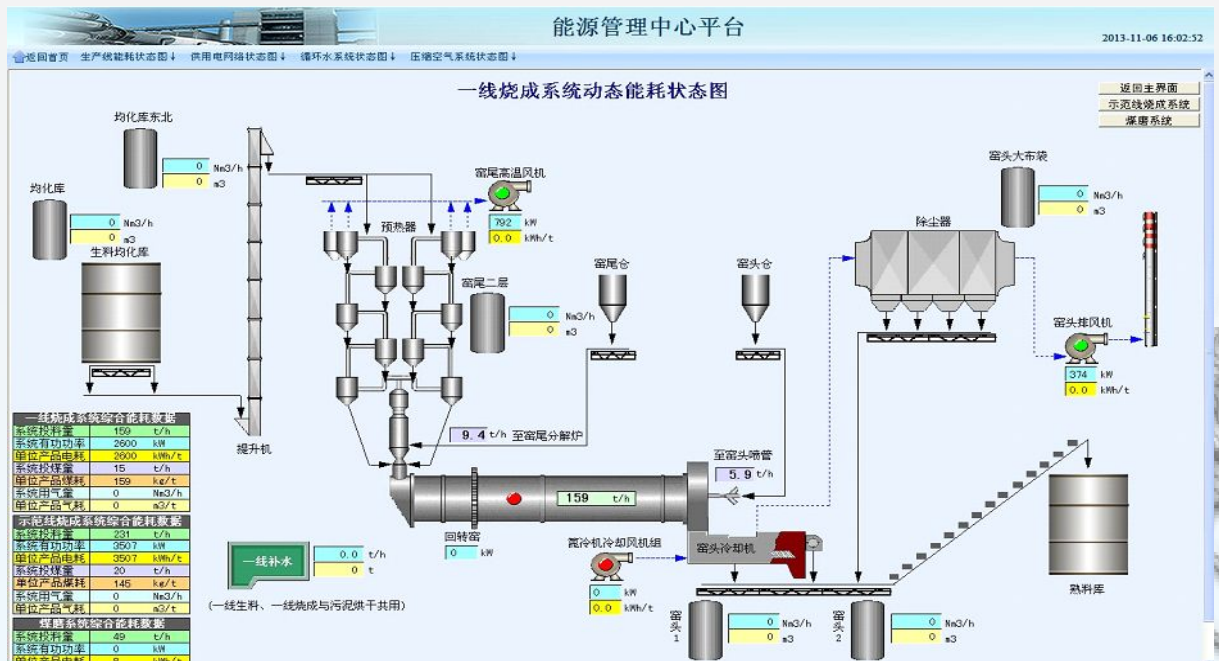 能源管理中心平台
2013-11-06 16:02:52
返回首页 生产线能耗状态图↓ 供用电网络状态图↓ 循环水系统状态图↓ 压缩空气系统状态图↓
一线烧成系统动态能耗状态图
返回主界面
示范线烧成系统
煤磨系统
均化库东北
0 Nm3/h
0 m3
均化库
0 Nm3/h
0 m3
生料均化库
提升机
预热器
窑尾高温风机
792 kW
0.0 kWh/t
窑尾二层
0 Nm3/h
0 m3
窑尾仓
窑头仓
窑头大布袋
0 Nm3/h
0 m3
除尘器
窑头排风机
374 kW
0.0 kWh/t
9.4 t/h 至窑尾分解炉
至窑头喷管
5.9 t/h
159 t/h
回转窑
0 kW
篦冷机冷却风机组
0 kW
0.0 kWh/t
窑头冷却机
熟料库
窑头1
0 Nm3/h
0 m3
窑头2
0 Nm3/h
0 m3
一线补水
0.0 t/h
0 t
(一线生料、一线烧成与污泥烘干共用)
一线烧成系统综合能耗数据
系统投料量 159 t/h
系统有功功率 2600 kW
单位产品电耗 2600 kWh/t
系统投煤量 15 t/h
单位产品煤耗 159 kg/t
系统用气量 0 Nm3/h
单位产品气耗 0 m3/t
示范线烧成系统综合能耗数据
系统投料量 231 t/h
系统有功功率 3507 kW
单位产品电耗 3507 kWh/t
系统投煤量 20 t/h
单位产品煤耗 145 kg/t
系统用气量 0 Nm3/h
单位产品气耗 0 m3/t
煤磨系统综合能耗数据
系统投料量 49 t/h
系统有功功率 0 kW
单位产品电耗 kWh/t